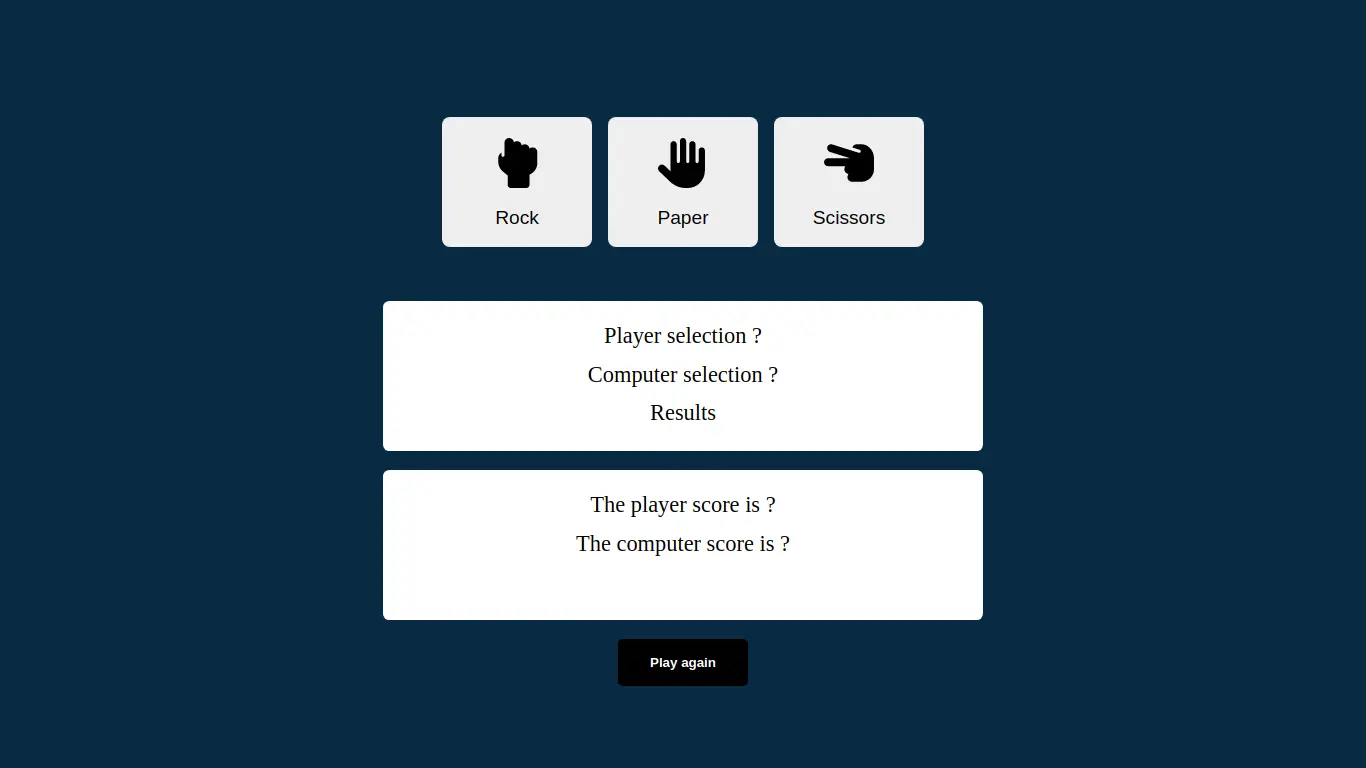 Rock
Paper
Scissors
Player selection ?
Computer selection ?
Results
The player score is ?
The computer score is ?
Play again